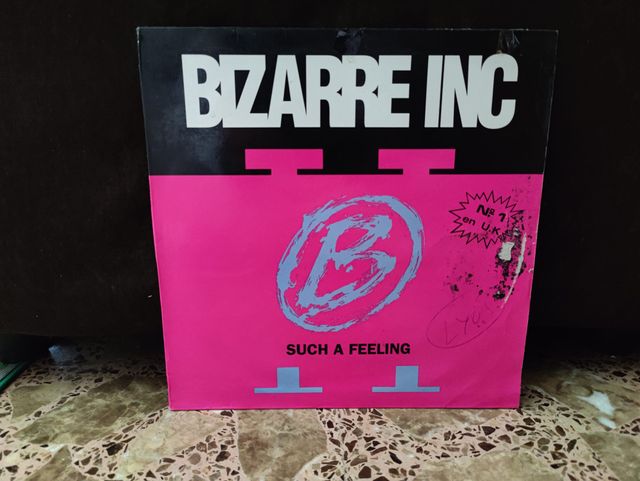 BIZARRE INC
B
Nº 1
en U.K.
SUCH A FEELING